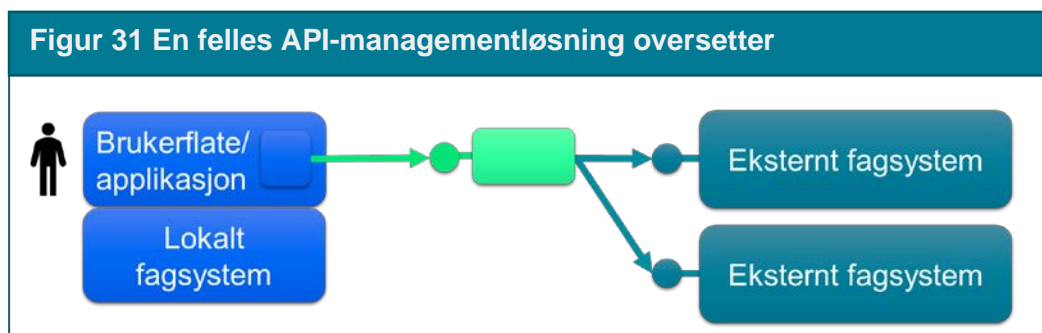 Figur 31 En felles API-managementløsning oversetter
Brukerflate/
applikasjon
Lokalt
fagsystem
Eksternt fagsystem
Eksternt fagsystem